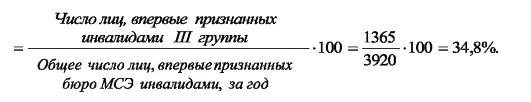 Число лиц, впервые признанных
инвалидами III группы
= ·100 = 1365/3920 ·100 = 34,8%.
Общее число лиц, впервые признанных
бюро МСЭ инвалидами, за год